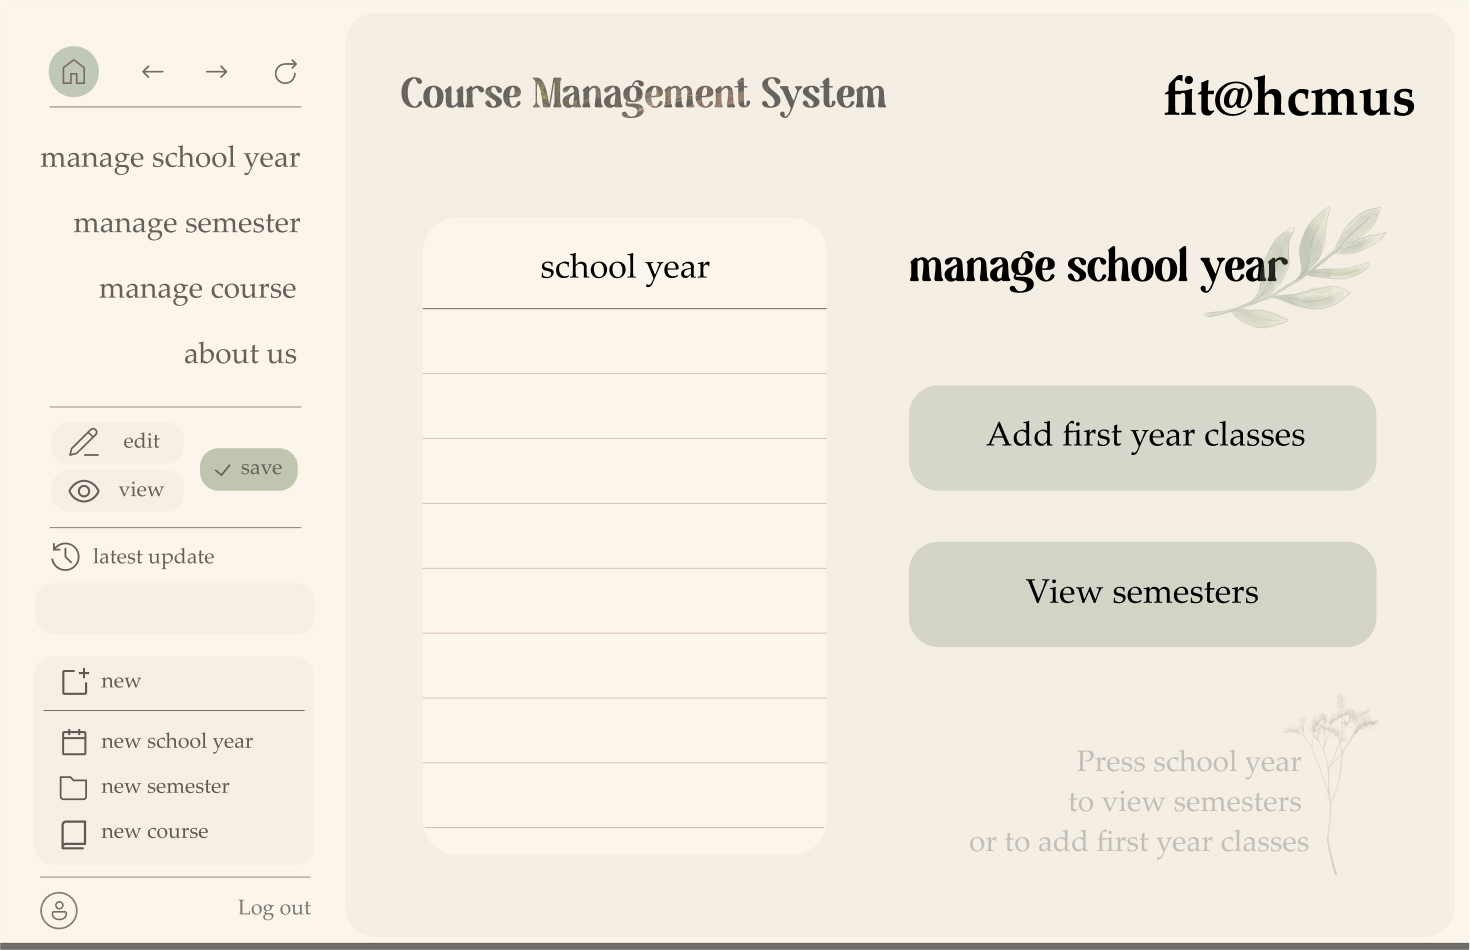 manage school year
manage semester
manage course
about us
edit
view
save
latest update
new
new school year
new semester
new course
Log out
Course Management System
fit@hcmus
school year
manage school year
Add first year classes
View semesters
Press school year
to view semesters
or to add first year classes